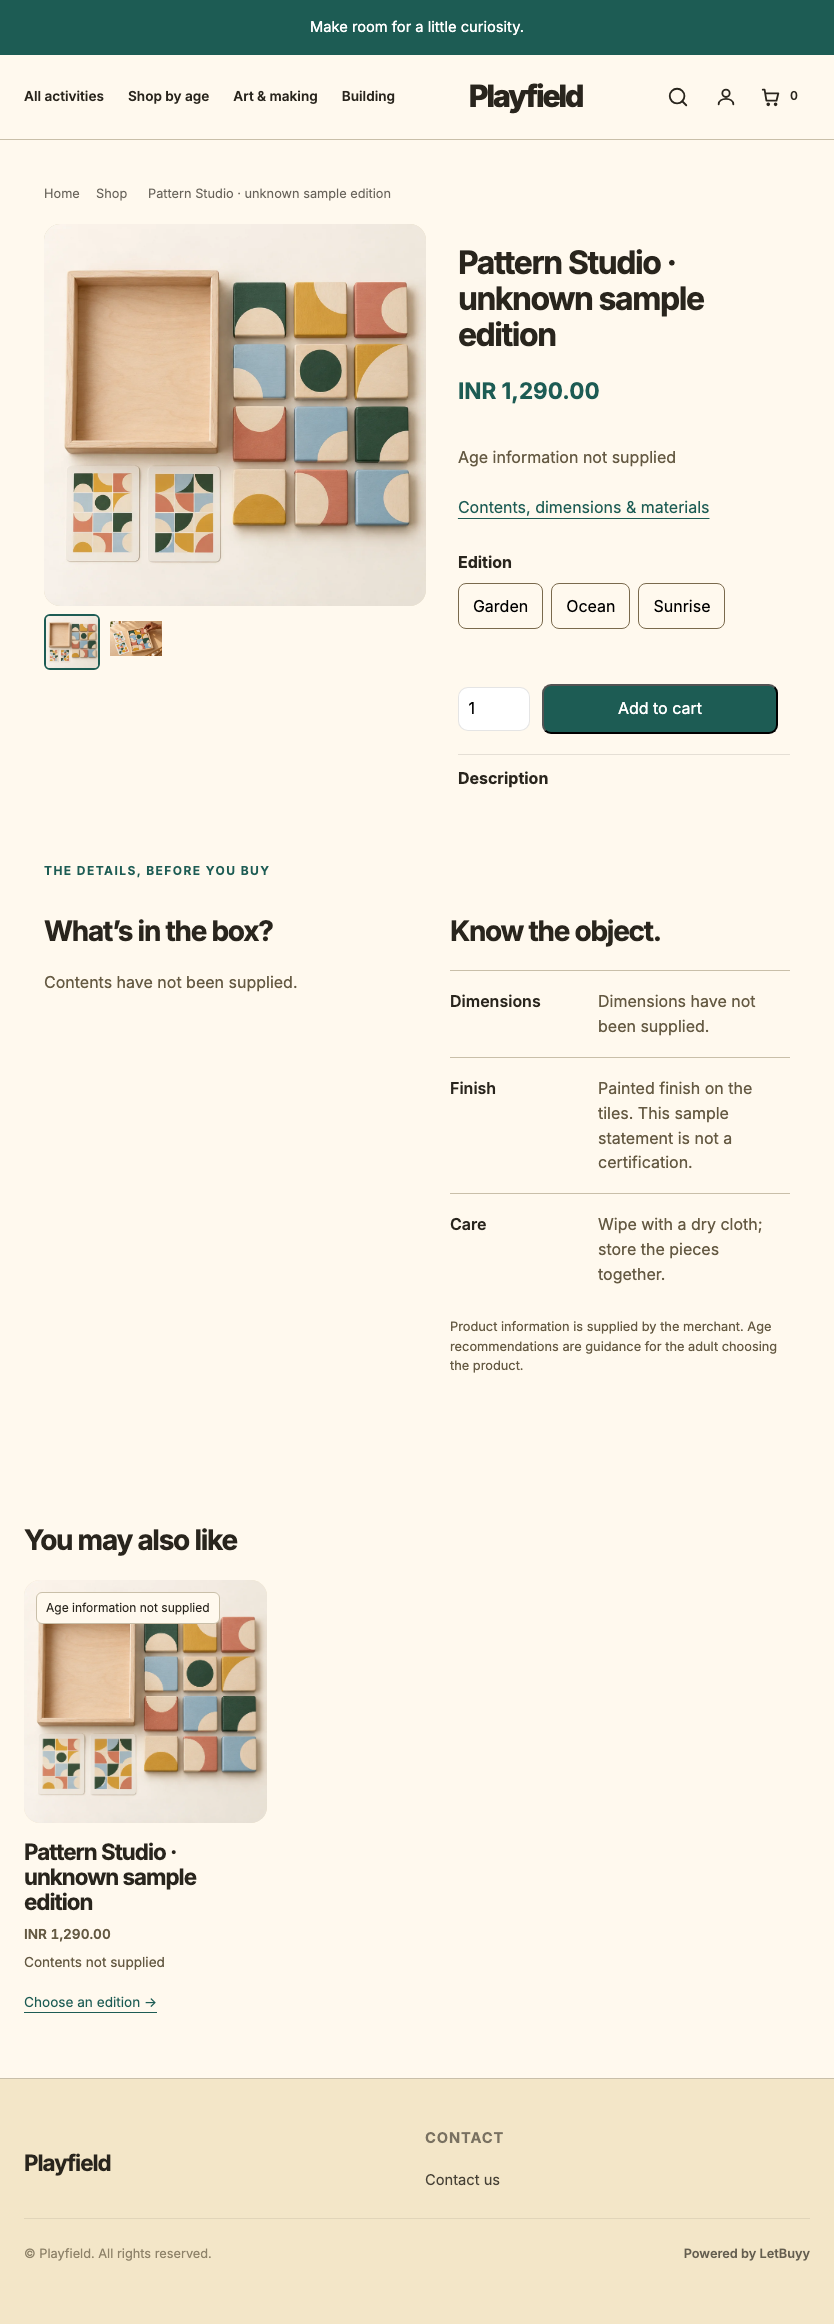 Make room for a little curiosity.
All activities
Shop by age
Art & making
Building
Playfield
0
Home
Shop
Pattern Studio · unknown sample edition
Pattern Studio ·
unknown sample
edition
INR 1,290.00
Age information not supplied
Contents, dimensions & materials
Edition
Garden
Ocean
Sunrise
1
Add to cart
Description
THE DETAILS, BEFORE YOU BUY
What’s in the box?
Contents have not been supplied.
Know the object.
Dimensions
Dimensions have not
been supplied.
Finish
Painted finish on the
tiles. This sample
statement is not a
certification.
Care
Wipe with a dry cloth;
store the pieces
together.
Product information is supplied by the merchant. Age
recommendations are guidance for the adult choosing
the product.
You may also like
Age information not supplied
Pattern Studio ·
unknown sample
edition
INR 1,290.00
Contents not supplied
Choose an edition →
Playfield
CONTACT
Contact us
© Playfield. All rights reserved.
Powered by LetBuyy